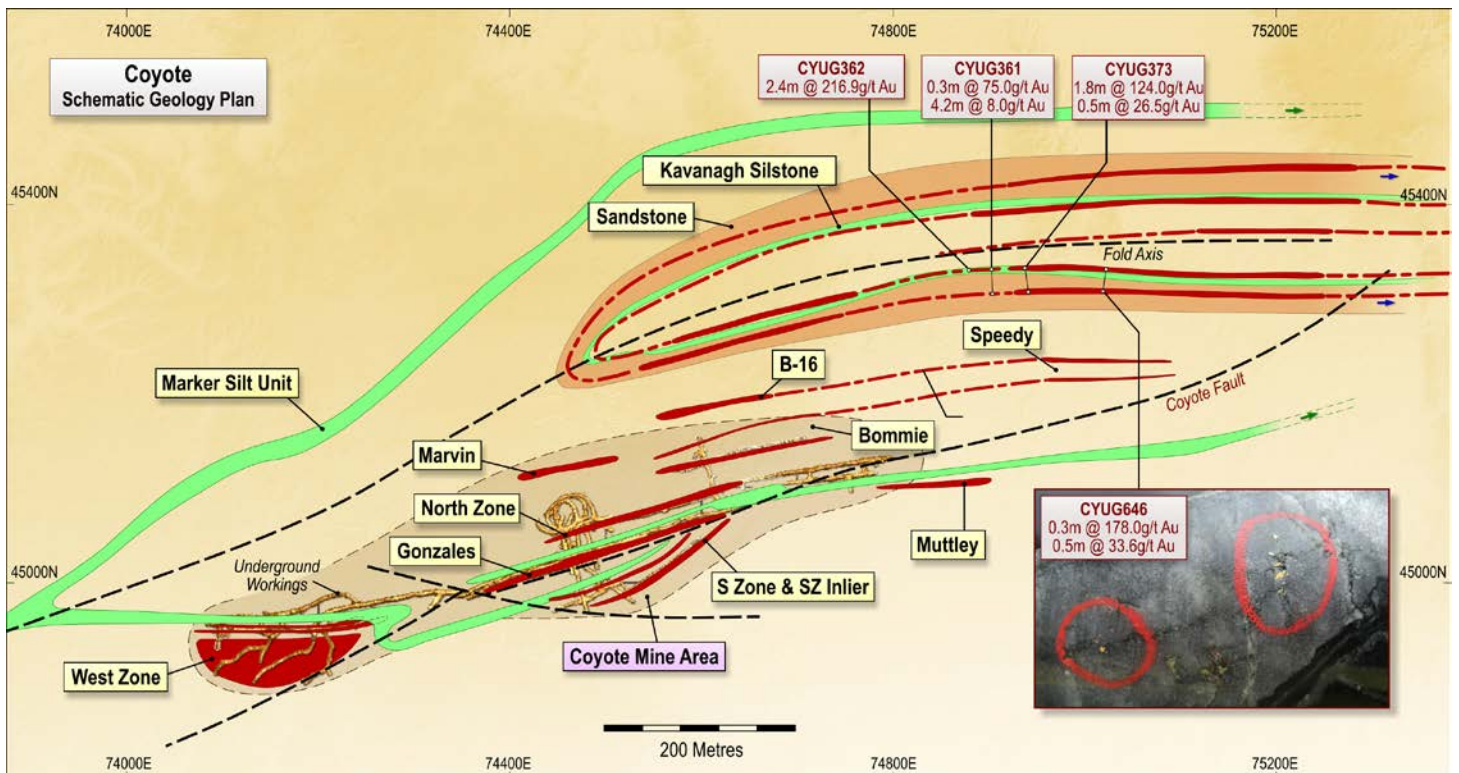 74000E
74400E
74800E
75200E
Coyote
Schematic Geology Plan
CYUG362
2.4m @ 216.9g/t Au
CYUG361
0.3m @ 75.0g/t Au
4.2m @ 8.0g/t Au
CYUG373
1.8m @ 124.0g/t Au
0.5m @ 26.5g/t Au
45400N
45400N
Kavanagh Silstone
Sandstone
Fold Axis
Speedy
B-16
Marker Silt Unit
Coyote Fault
Bommie
Marvin
North Zone
CYUG646
0.3m @ 178.0g/t Au
0.5m @ 33.6g/t Au
Gonzales
Muttley
Underground
Workings
45000N
45000N
S Zone & SZ Inlier
Coyote Mine Area
West Zone
200 Metres
74000E
74400E
74800E
75200E